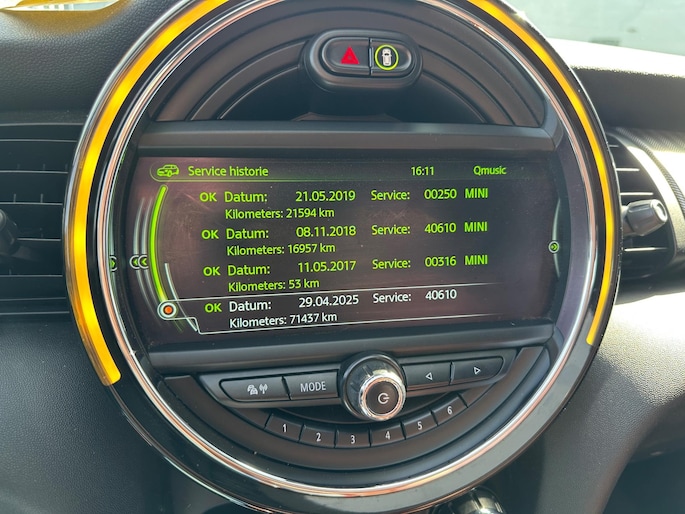 Service historie 16:11 Qmusic
OK Datum: 21.05.2019 Service: 00250 MINI
Kilometers: 21594 km
OK Datum: 08.11.2018 Service: 40610 MINI
Kilometers: 16957 km
OK Datum: 11.05.2017 Service: 00316 MINI
Kilometers: 53 km
OK Datum: 29.04.2025 Service: 40610
Kilometers: 71437 km
MODE
1 2 3 4 5 6